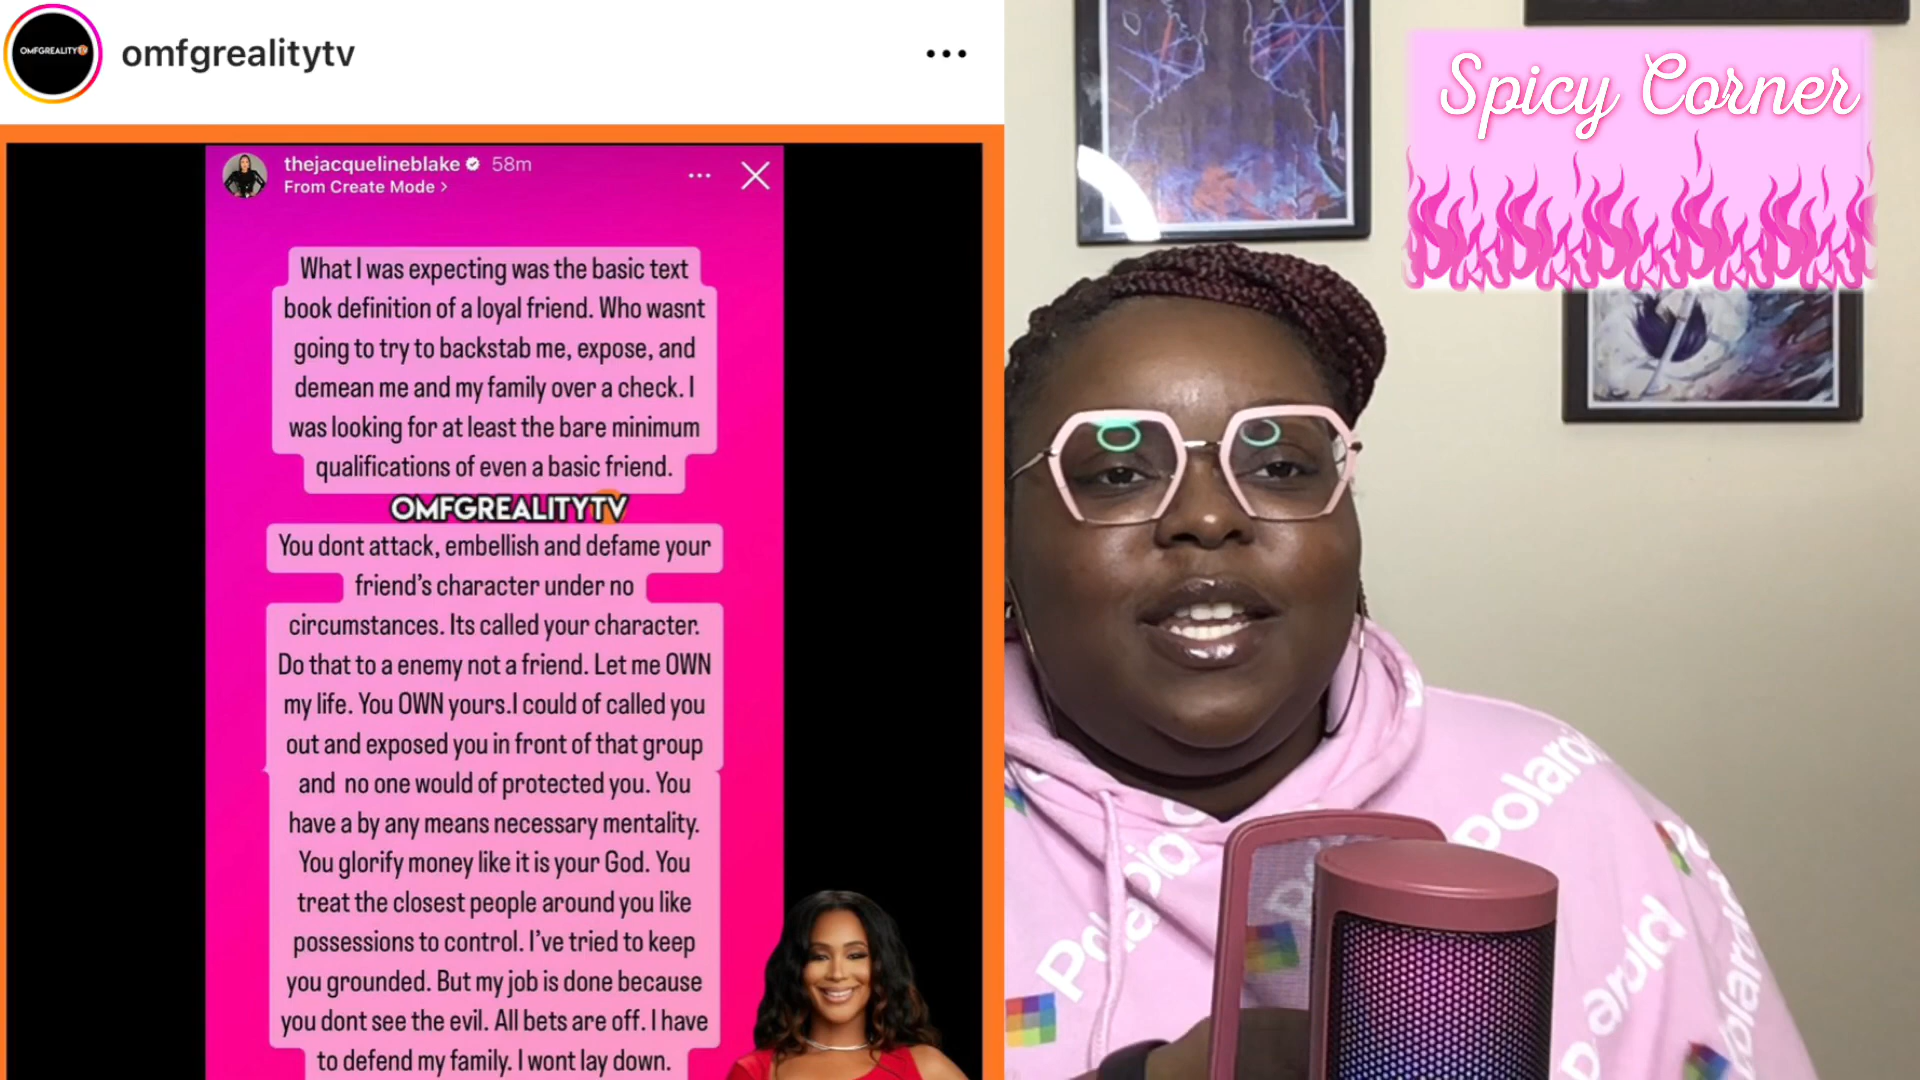 OMFGREALITYTV
omfgrealitytv
thejacquelineblake 58m
From Create Mode >
What I was expecting was the basic text
book definition of a loyal friend. Who wasnt
going to try to backstab me, expose, and
demean me and my family over a check. I
was looking for at least the bare minimum
qualifications of even a basic friend.
OMFGREALITYTV
You dont attack, embellish and defame your
friend's character under no
circumstances. Its called your character.
Do that to a enemy not a friend. Let me OWN
my life. You OWN yours.I could of called you
out and exposed you in front of that group
and no one would of protected you. You
have a by any means necessary mentality.
You glorify money like it is your God. You
treat the closest people around you like
possessions to control. I've tried to keep
you grounded. But my job is done because
you dont see the evil. All bets are off. I have
to defend my family. I wont lay down.
Spicy Corner
Polaroid
Polaroid
Polaroid
Polaroid